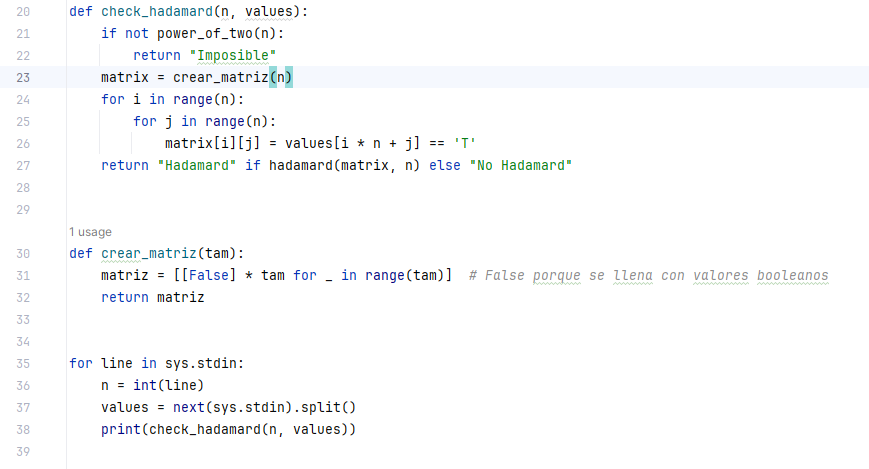 20 def check_hadamard(n, values):
21     if not power_of_two(n):
22         return "Imposible"
23     matrix = crear_matriz(n)
24     for i in range(n):
25         for j in range(n):
26             matrix[i][j] = values[i * n + j] == 'T'
27     return "Hadamard" if hadamard(matrix, n) else "No Hadamard"
28
29
1 usage
30 def crear_matriz(tam):
31     matriz = [[False] * tam for _ in range(tam)]  # False porque se llena con valores booleanos
32     return matriz
33
34
35 for line in sys.stdin:
36     n = int(line)
37     values = next(sys.stdin).split()
38     print(check_hadamard(n, values))
39